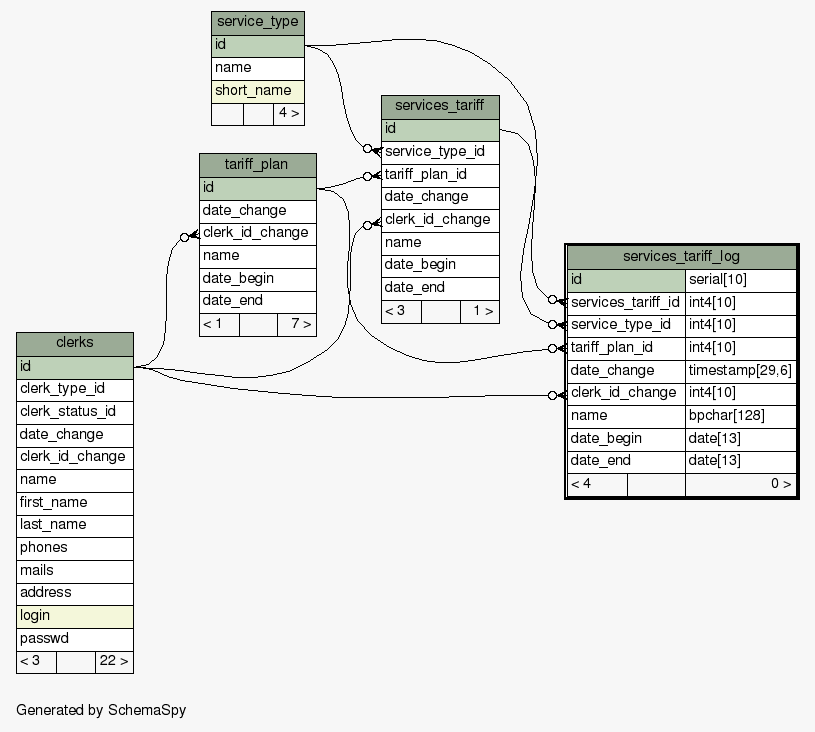 service_type
id
name
short_name
4 >
services_tariff
id
service_type_id
tariff_plan_id
date_change
clerk_id_change
name
date_begin
date_end
< 3 1 >
tariff_plan
id
date_change
clerk_id_change
name
date_begin
date_end
< 1 7 >
services_tariff_log
id serial[10]
services_tariff_id int4[10]
service_type_id int4[10]
tariff_plan_id int4[10]
date_change timestamp[29,6]
clerk_id_change int4[10]
name bpchar[128]
date_begin date[13]
date_end date[13]
< 4 0 >
clerks
id
clerk_type_id
clerk_status_id
date_change
clerk_id_change
name
first_name
last_name
phones
mails
address
login
passwd
< 3 22 >
Generated by SchemaSpy